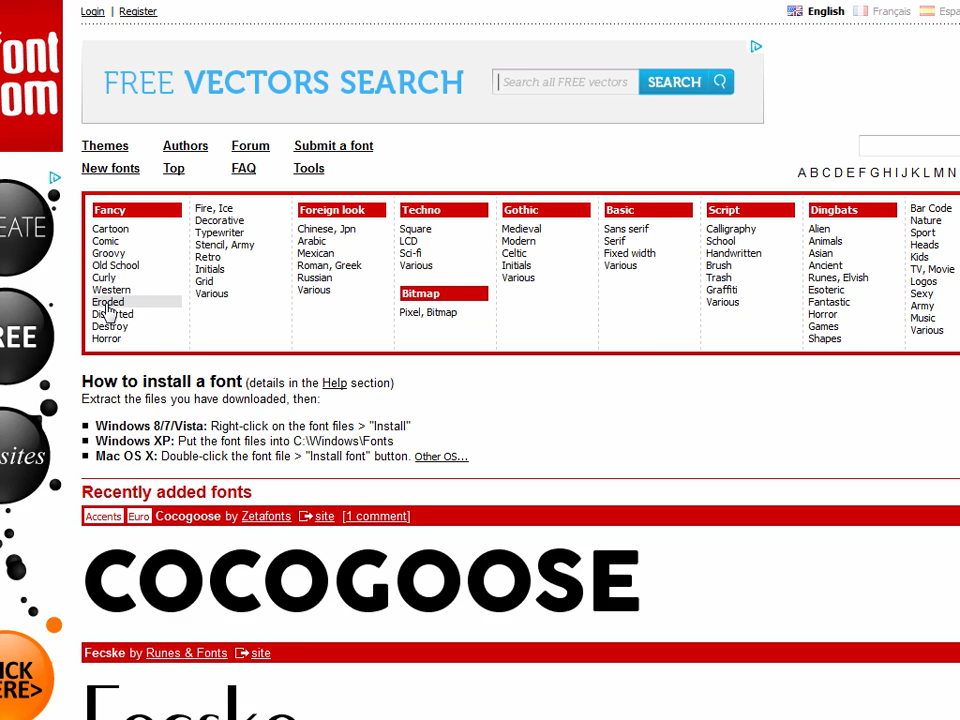 Login | Register
English Français Espa
font
om
FREE VECTORS SEARCH
Search all FREE vectors
SEARCH
Themes Authors Forum Submit a font
New fonts Top FAQ Tools
A B C D E F G H I J K L M N
EATE
REE
sites
ICK
ERE>
Fancy
Cartoon
Comic
Groovy
Old School
Curly
Western
Eroded
Distorted
Destroy
Horror
Fire, Ice
Decorative
Typewriter
Stencil, Army
Retro
Initials
Grid
Various
Foreign look
Chinese, Jpn
Arabic
Mexican
Roman, Greek
Russian
Various
Techno
Square
LCD
Sci-fi
Various
Bitmap
Pixel, Bitmap
Gothic
Medieval
Modern
Celtic
Initials
Various
Basic
Sans serif
Serif
Fixed width
Various
Script
Calligraphy
School
Handwritten
Brush
Trash
Graffiti
Various
Dingbats
Alien
Animals
Asian
Ancient
Runes, Elvish
Esoteric
Fantastic
Horror
Games
Shapes
Bar Code
Nature
Sport
Heads
Kids
TV, Movie
Logos
Sexy
Army
Music
Various
How to install a font (details in the Help section)
Extract the files you have downloaded, then:
Windows 8/7/Vista: Right-click on the font files > "Install"
Windows XP: Put the font files into C:\Windows\Fonts
Mac OS X: Double-click the font file > "Install font" button. Other OS...
Recently added fonts
Accents Euro Cocogoose by Zetafonts site [1 comment]
COCOGOOSE
Fecske by Runes & Fonts site
Fecske